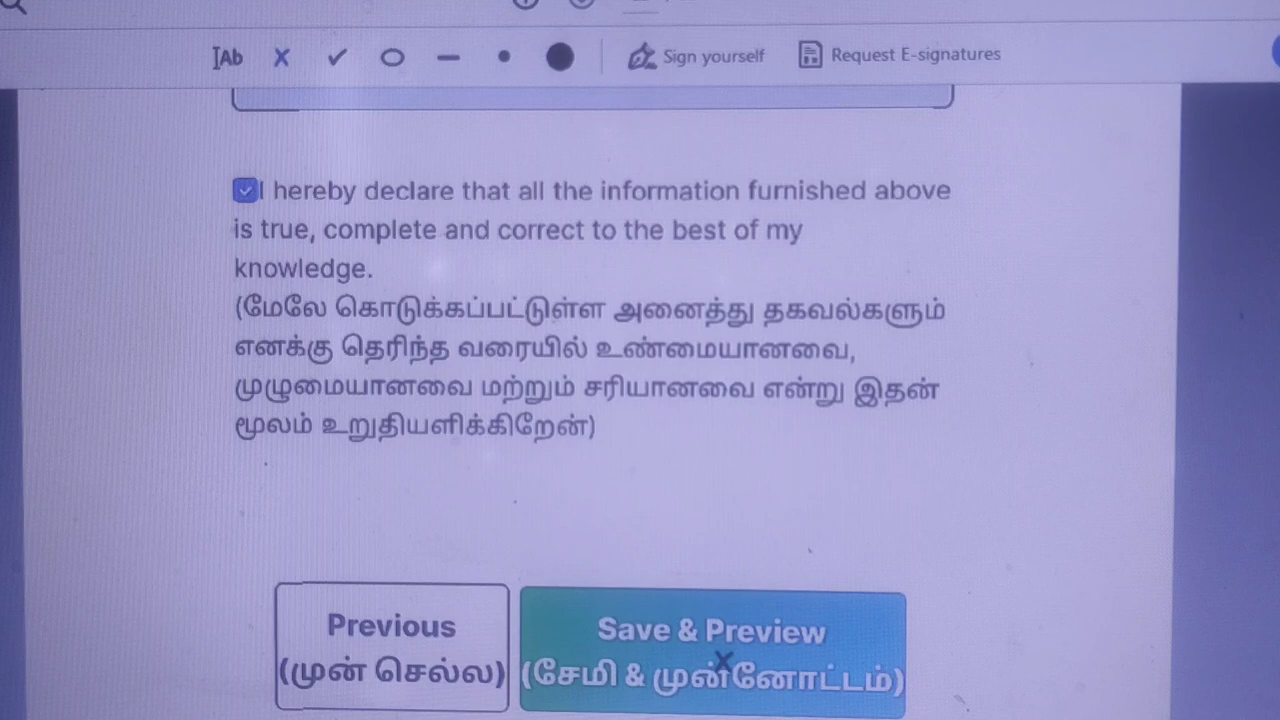 Ab
Sign yourself
Request E-signatures
I hereby declare that all the information furnished above
is true, complete and correct to the best of my
knowledge.
(மேலே கொடுக்கப்பட்டுள்ள அனைத்து தகவல்களும்
எனக்கு தெரிந்த வரையில் உண்மையானவை,
முழுமையானவை மற்றும் சரியானவை என்று இதன்
மூலம் உறுதியளிக்கிறேன்)
Previous
(முன் செல்ல)
Save & Preview
(சேமி & முன்னோட்டம்)